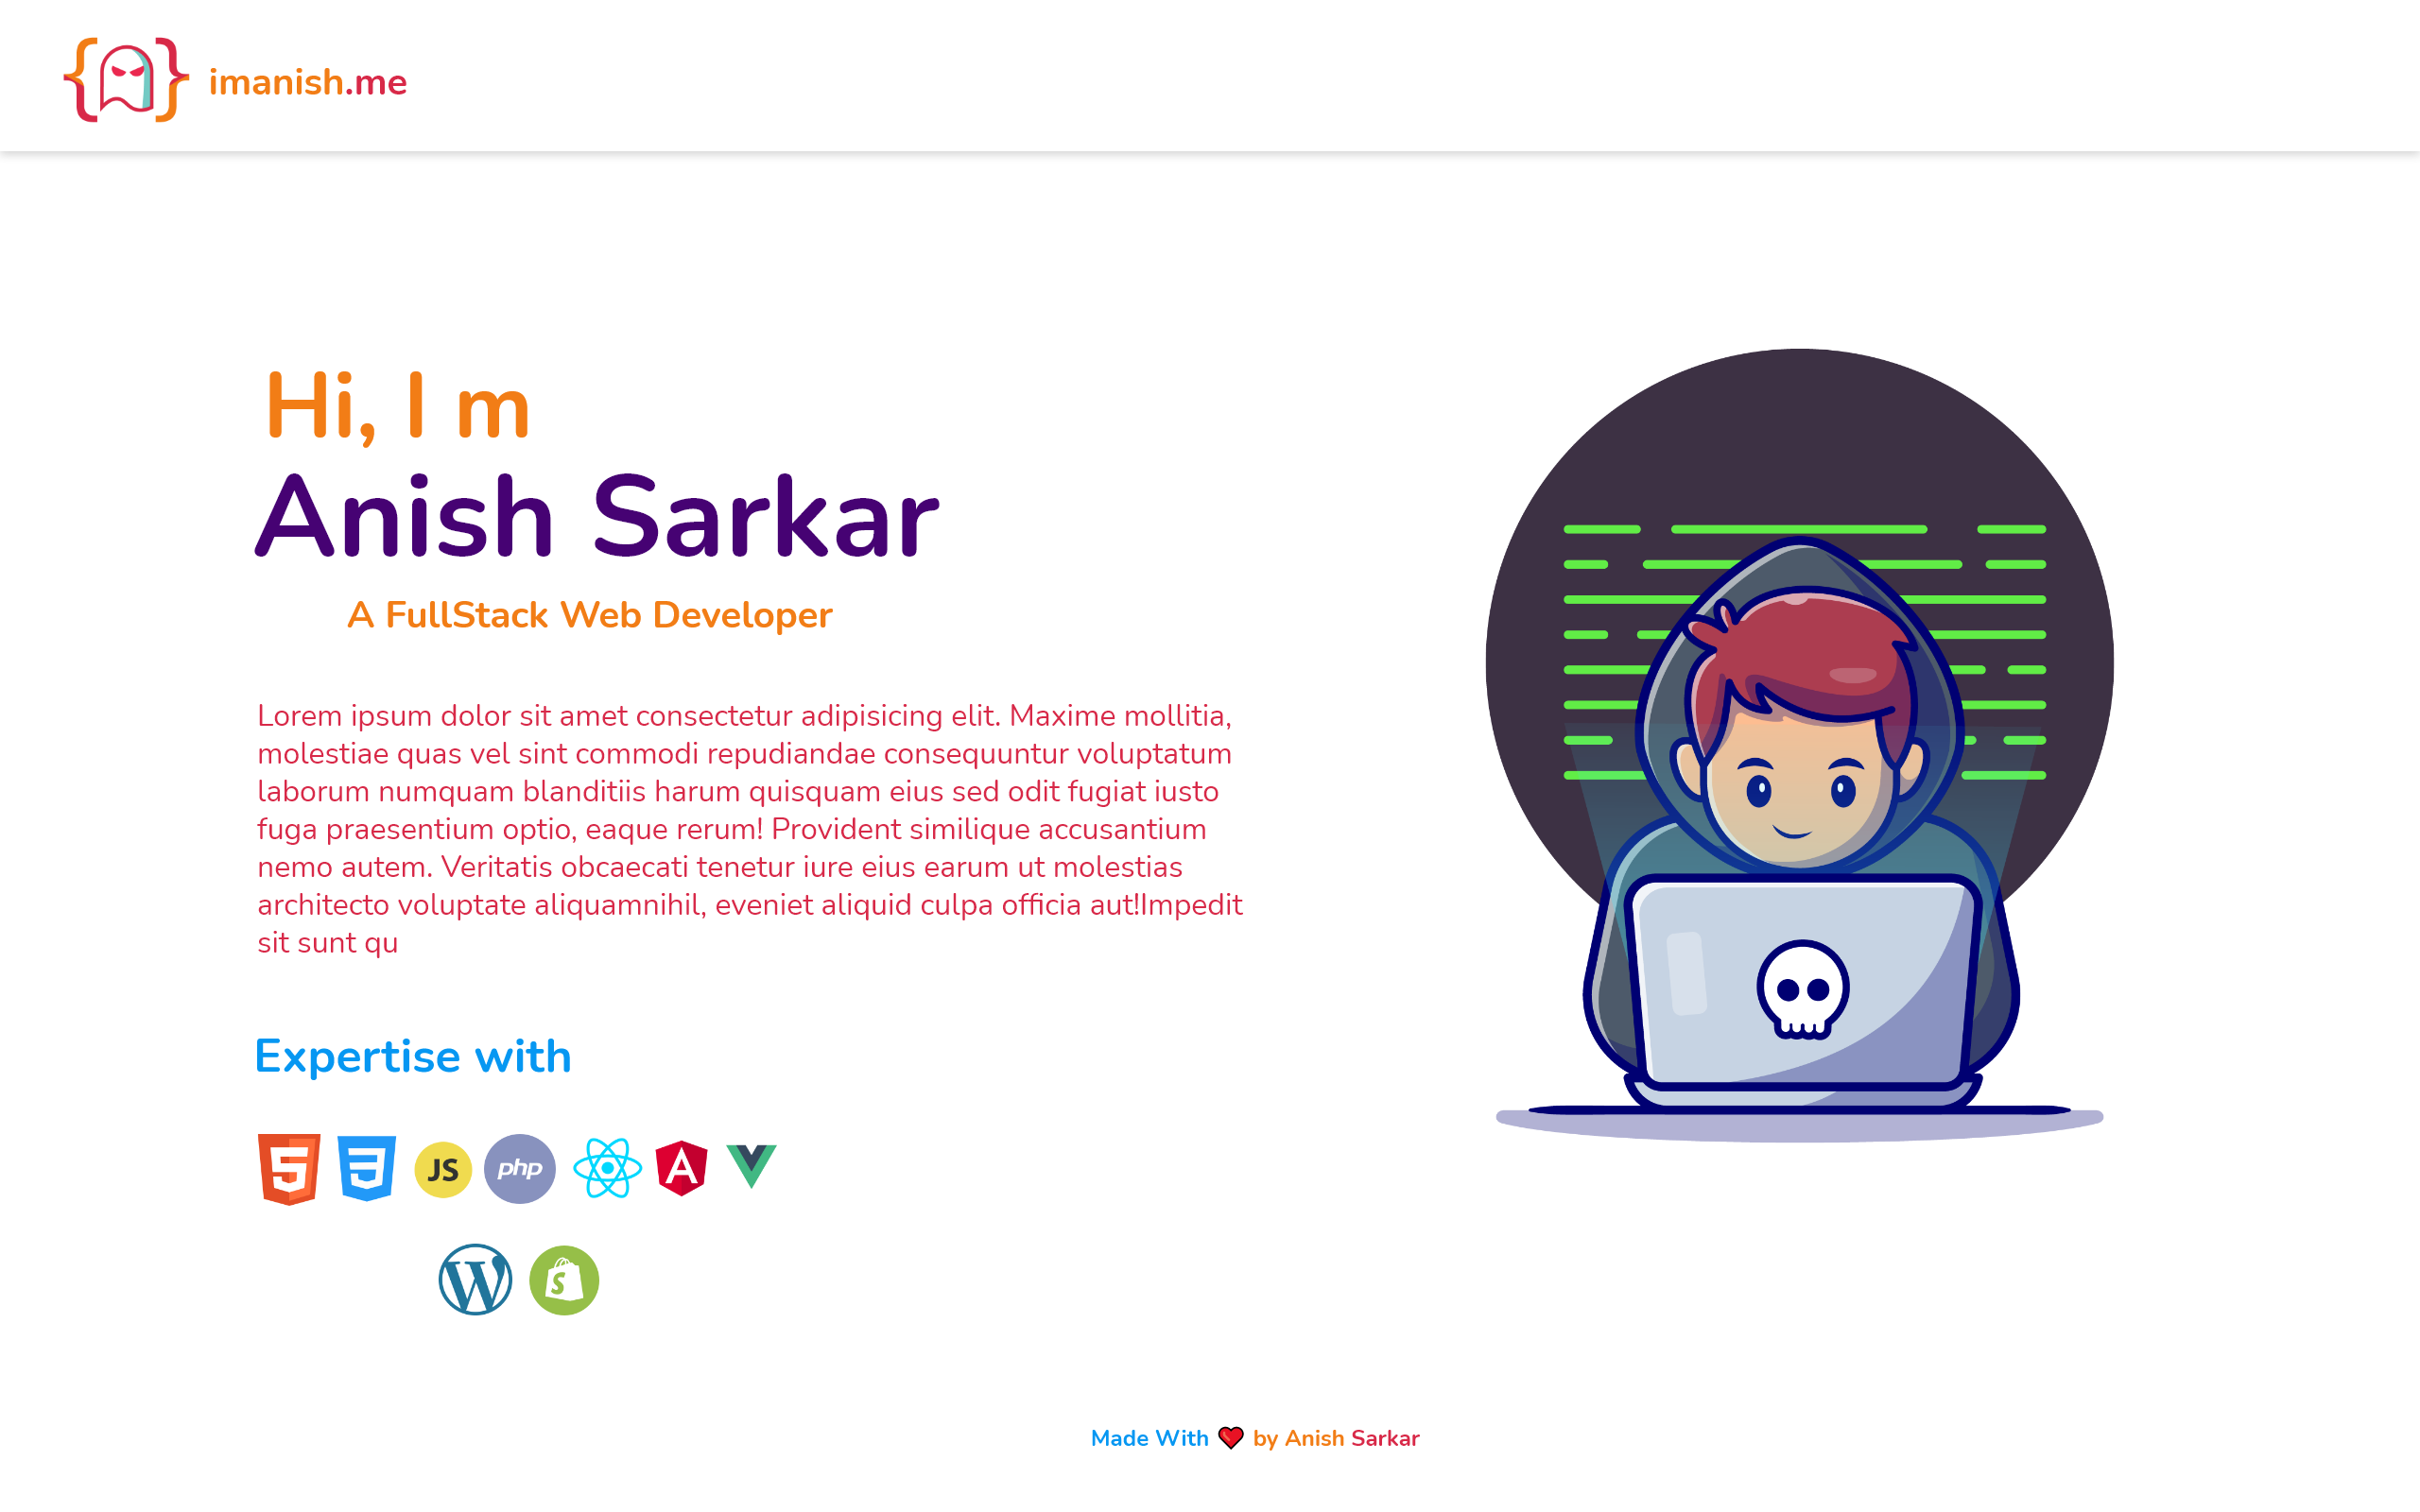 imanish.me
Hi, I m
Anish Sarkar
A FullStack Web Developer
Lorem ipsum dolor sit amet consectetur adipisicing elit. Maxime mollitia,
molestiae quas vel sint commodi repudiandae consequuntur voluptatum
laborum numquam blanditiis harum quisquam eius sed odit fugiat iusto
fuga praesentium optio, eaque rerum! Provident similique accusantium
nemo autem. Veritatis obcaecati tenetur iure eius earum ut molestias
architecto voluptate aliquamnihil, eveniet aliquid culpa officia aut!Impedit
sit sunt qu
Expertise with
JS php
Made With by Anish Sarkar